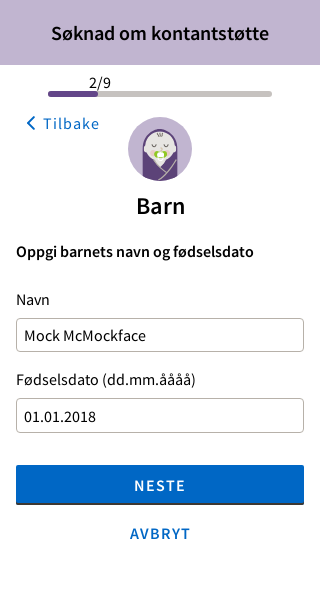 Søknad om kontantstøtte
2/9
Tilbake
Barn
Oppgi barnets navn og fødselsdato
Navn
Mock McMockface
Fødselsdato (dd.mm.åååå)
01.01.2018
NESTE
AVBRYT